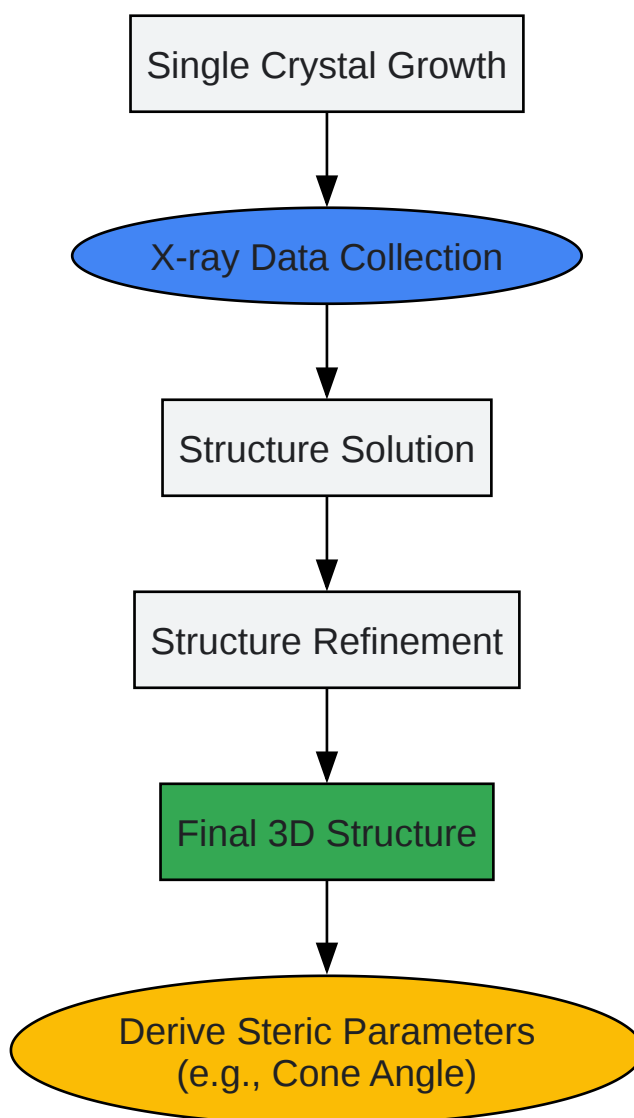 Single Crystal Growth
X-ray Data Collection
Structure Solution
Structure Refinement
Final 3D Structure
Derive Steric Parameters
(e.g., Cone Angle)